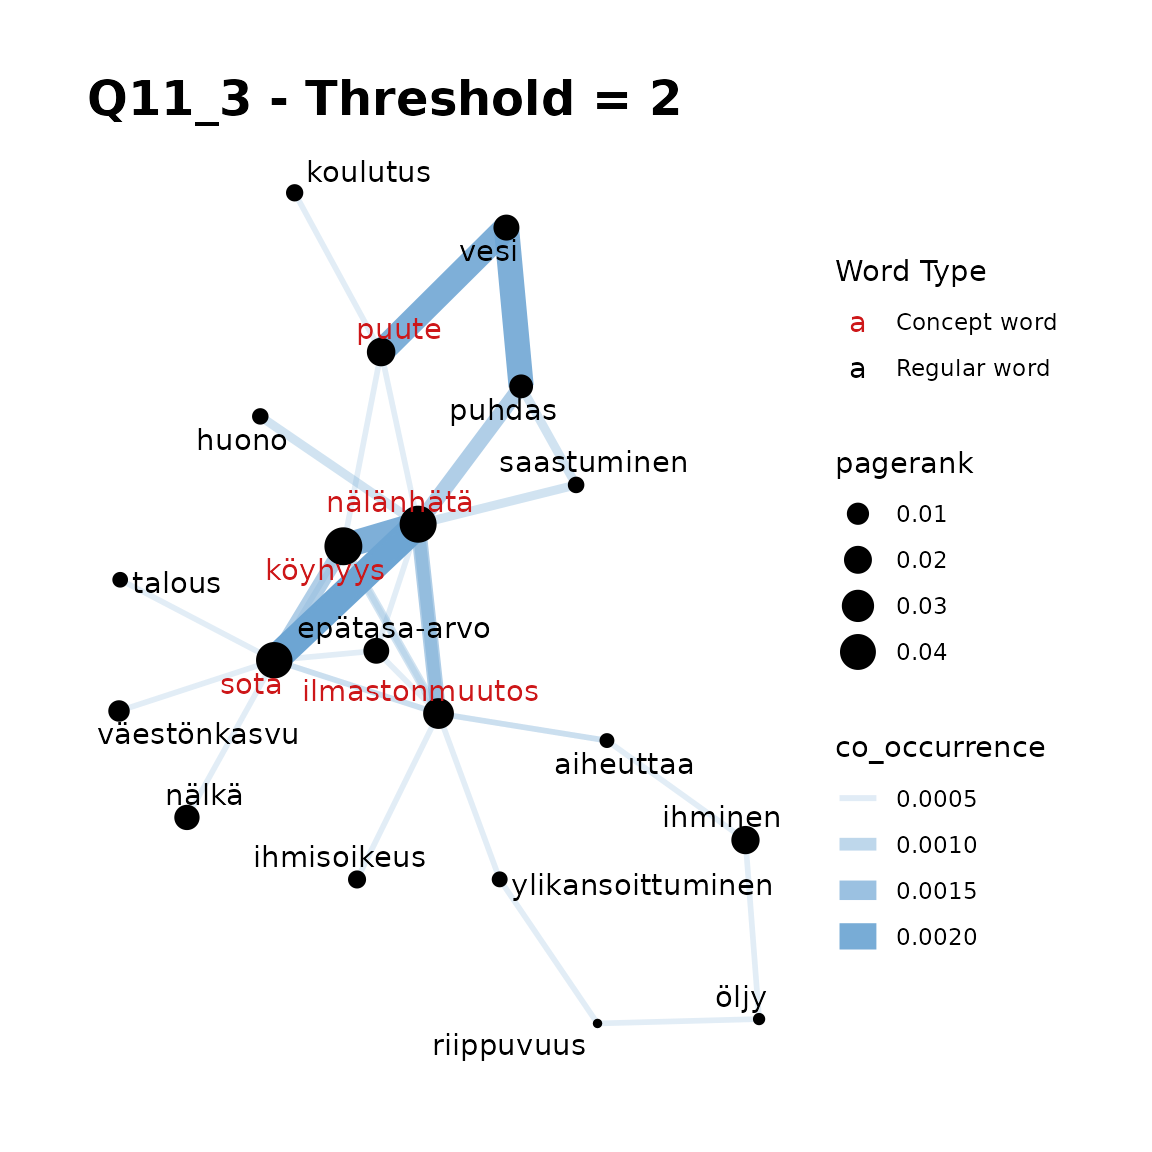 Q11_3 - Threshold = 2
koulutus
vesi
puute
puhdas
huono
saastuminen
nälänhätä
köyhyys
talous
epätasa-arvo
sota
ilmastonmuutos
väestönkasvu
aiheuttaa
nälkä
ihminen
ihmisoikeus
ylikansoittuminen
öljy
riippuvuus
Word Type
a Concept word
a Regular word
pagerank
0.01
0.02
0.03
0.04
co_occurrence
0.0005
0.0010
0.0015
0.0020